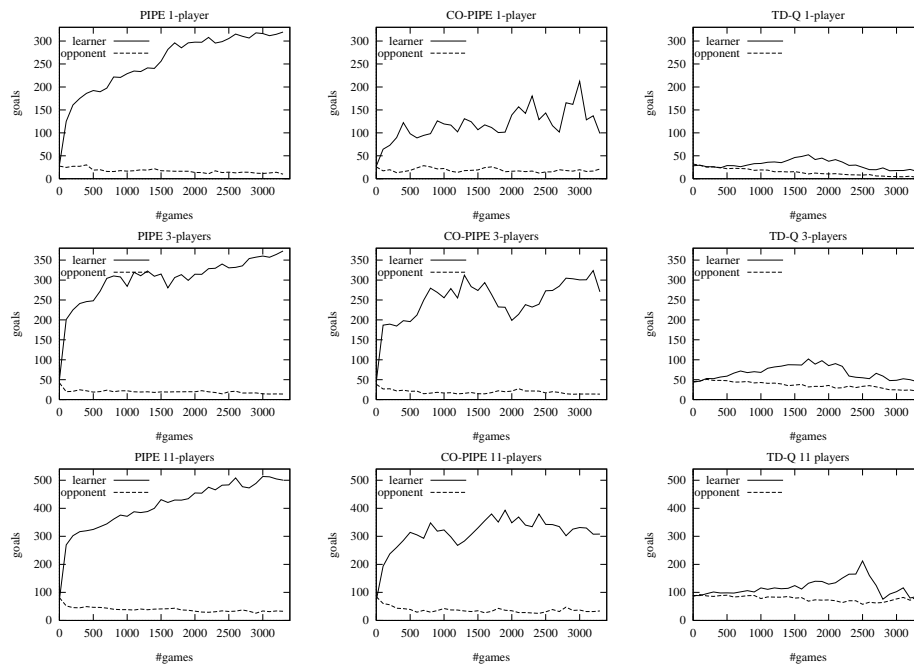 PIPE 1-player
300
250
200
150
100
50
0
goals
learner
opponent
0 500 1000 1500 2000 2500 3000
#games
CO-PIPE 1-player
300
250
200
150
100
50
0
goals
learner
opponent
0 500 1000 1500 2000 2500 3000
#games
TD-Q 1-player
300
250
200
150
100
50
0
goals
learner
opponent
0 500 1000 1500 2000 2500 3000
#games
PIPE 3-players
350
300
250
200
150
100
50
0
goals
learner
opponent
0 500 1000 1500 2000 2500 3000
#games
CO-PIPE 3-players
350
300
250
200
150
100
50
0
goals
learner
opponent
0 500 1000 1500 2000 2500 3000
#games
TD-Q 3-players
350
300
250
200
150
100
50
0
goals
learner
opponent
0 500 1000 1500 2000 2500 3000
#games
PIPE 11-players
500
400
300
200
100
0
goals
learner
opponent
0 500 1000 1500 2000 2500 3000
#games
CO-PIPE 11-players
500
400
300
200
100
0
goals
learner
opponent
0 500 1000 1500 2000 2500 3000
#games
TD-Q 11 players
500
400
300
200
100
0
goals
learner
opponent
0 500 1000 1500 2000 2500 3000
#games